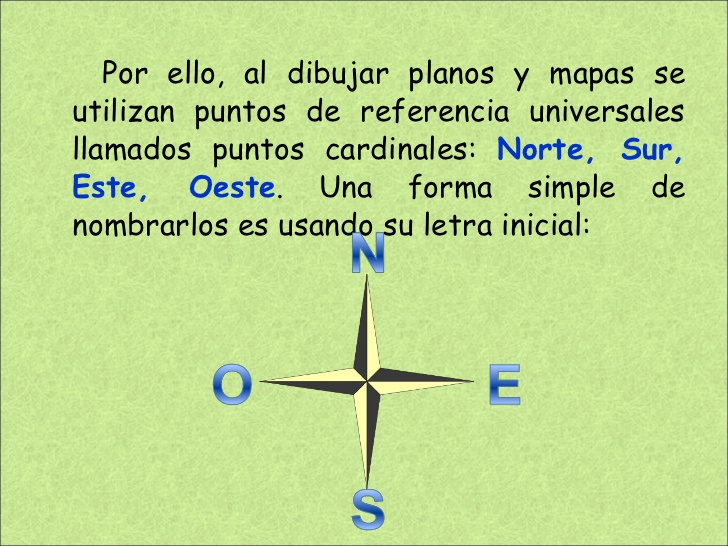 Por ello, al dibujar planos y mapas se
utilizan puntos de referencia universales
llamados puntos cardinales: Norte, Sur,
Este, Oeste. Una forma simple de
nombrarlos es usando su letra inicial:
N
O E
S